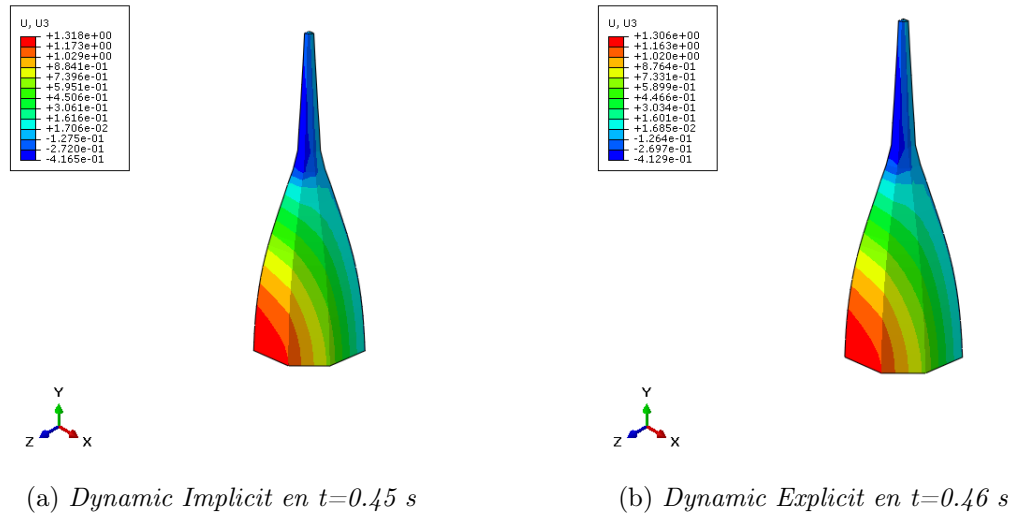 U, U3
+1.318e+00
+1.173e+00
+1.029e+00
+8.841e-01
+7.396e-01
+5.951e-01
+4.506e-01
+3.061e-01
+1.616e-01
+1.706e-02
-1.275e-01
-2.720e-01
-4.165e-01
Y
Z
X
(a) Dynamic Implicit en t=0.45 s
U, U3
+1.306e+00
+1.163e+00
+1.020e+00
+8.764e-01
+7.331e-01
+5.899e-01
+4.466e-01
+3.034e-01
+1.601e-01
+1.685e-02
-1.264e-01
-2.697e-01
-4.129e-01
Y
Z
X
(b) Dynamic Explicit en t=0.46 s